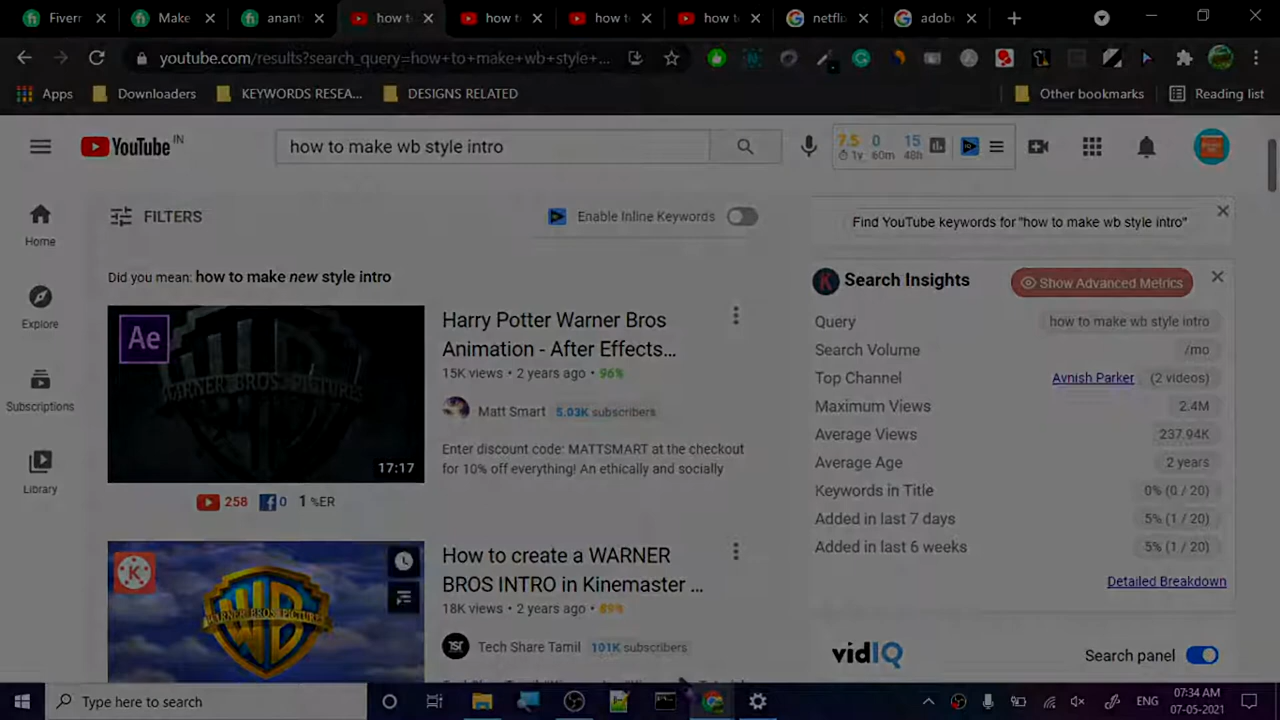 Fiverr
Make
anant
how t
how t
how t
how t
netfli
adob
youtube.com/results?search_query=how+to+make+wb+style+...
Apps
Downloaders
KEYWORDS RESEA...
DESIGNS RELATED
Other bookmarks
Reading list
YouTube IN
how to make wb style intro
7.5 0 15
1y 60m 48h
FILTERS
Enable Inline Keywords
Find YouTube keywords for "how to make wb style intro"
Home
Explore
Subscriptions
Library
Did you mean: how to make new style intro
Ae
WARNER BROS. PICTURES
17:17
258 0 1 %ER
Harry Potter Warner Bros
Animation - After Effects...
15K views • 2 years ago • 96%
Matt Smart 5.03K subscribers
Enter discount code: MATTSMART at the checkout
for 10% off everything! An ethically and socially
K
WARNER BROS. PICTURES
WB
How to create a WARNER
BROS INTRO in Kinemaster ...
18K views • 2 years ago • 89%
Tech Share Tamil 101K subscribers
Search Insights
Show Advanced Metrics
Query how to make wb style intro
Search Volume /mo
Top Channel Avnish Parker (2 videos)
Maximum Views 2.4M
Average Views 237.94K
Average Age 2 years
Keywords in Title 0% (0 / 20)
Added in last 7 days 5% (1 / 20)
Added in last 6 weeks 5% (1 / 20)
Detailed Breakdown
vidIQ
Search panel
Type here to search
ENG
07:34 AM
07-05-2021